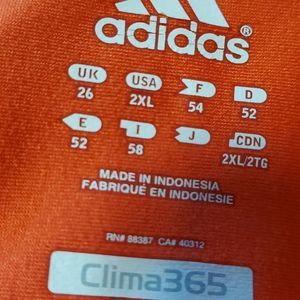 adidas®
UK USA F D
26 2XL 54 52
E I J CDN
52 58 2XL/2TG
MADE IN INDONESIA
FABRIQUÉ EN INDONESIE
RN# 88387 CA# 40312
Clima365